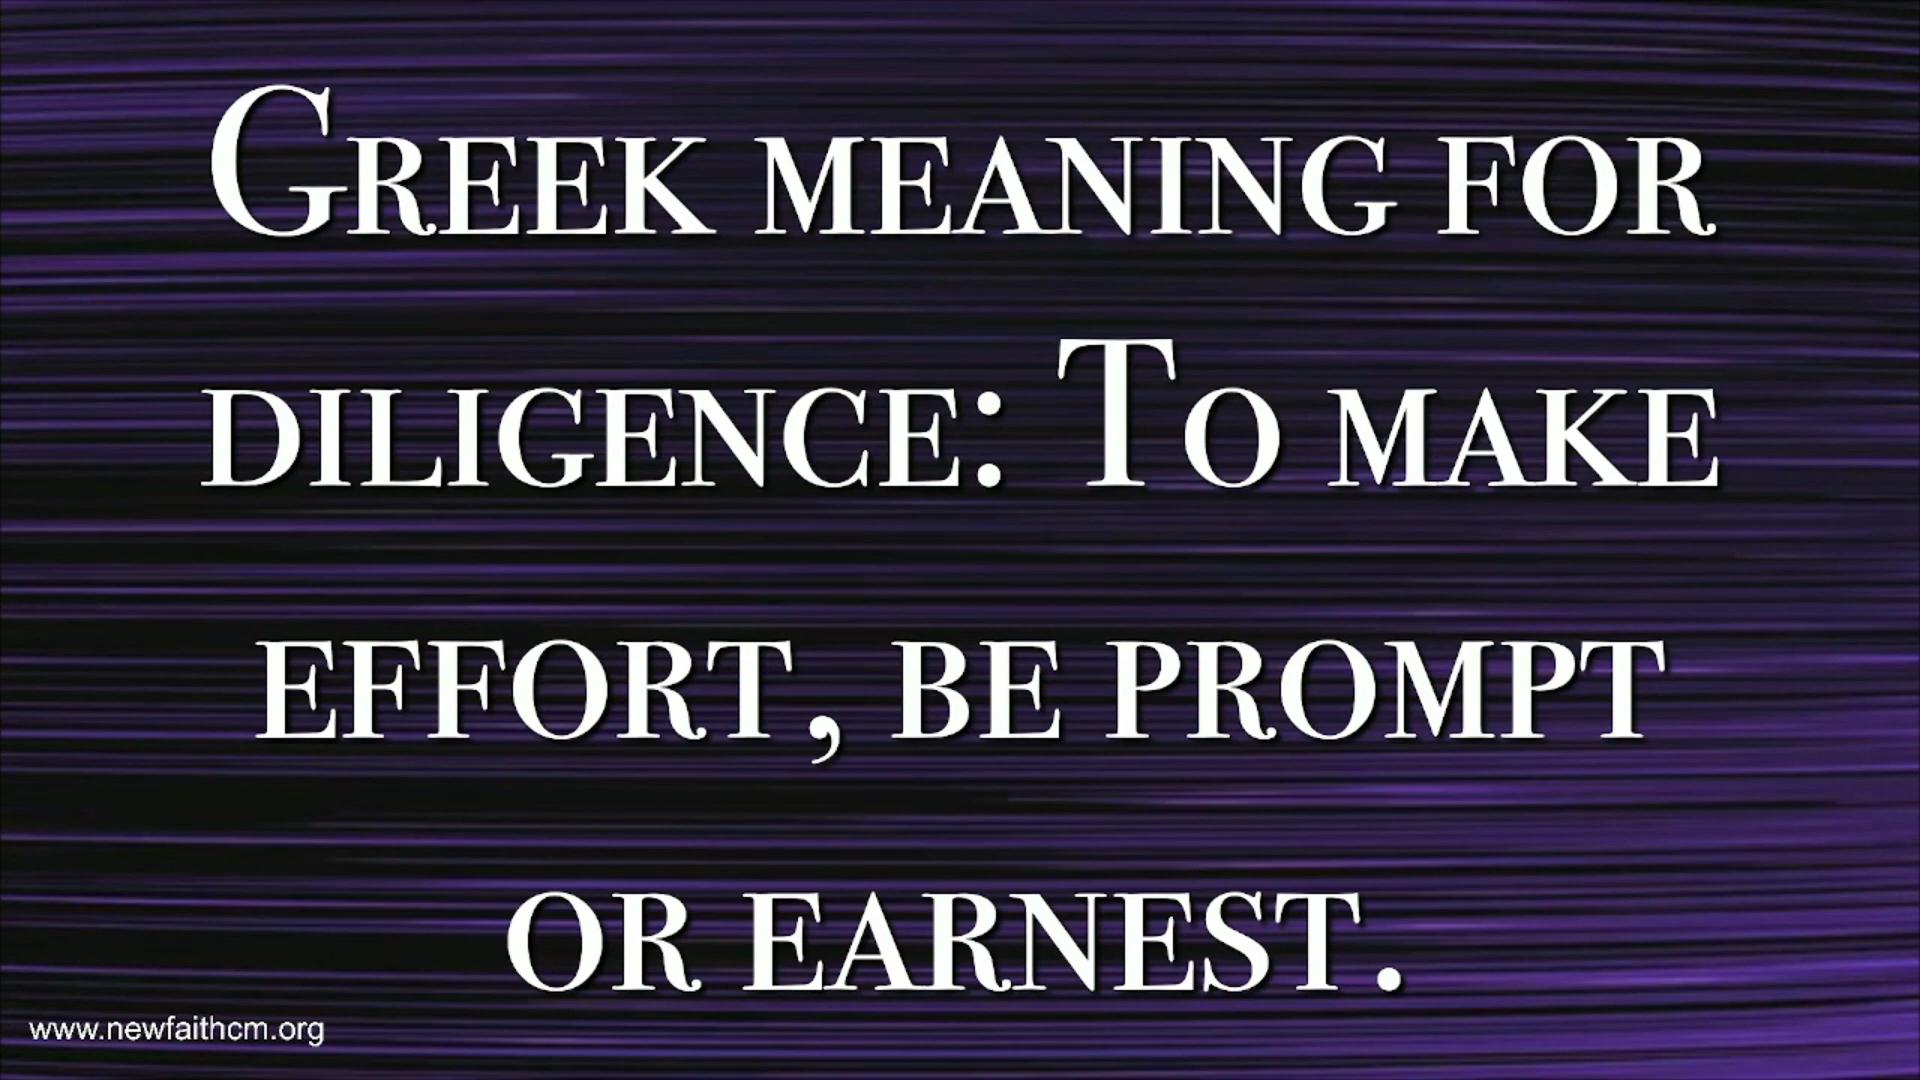 Greek meaning for
diligence: To make
effort, be prompt
or earnest.
www.newfaithcm.org